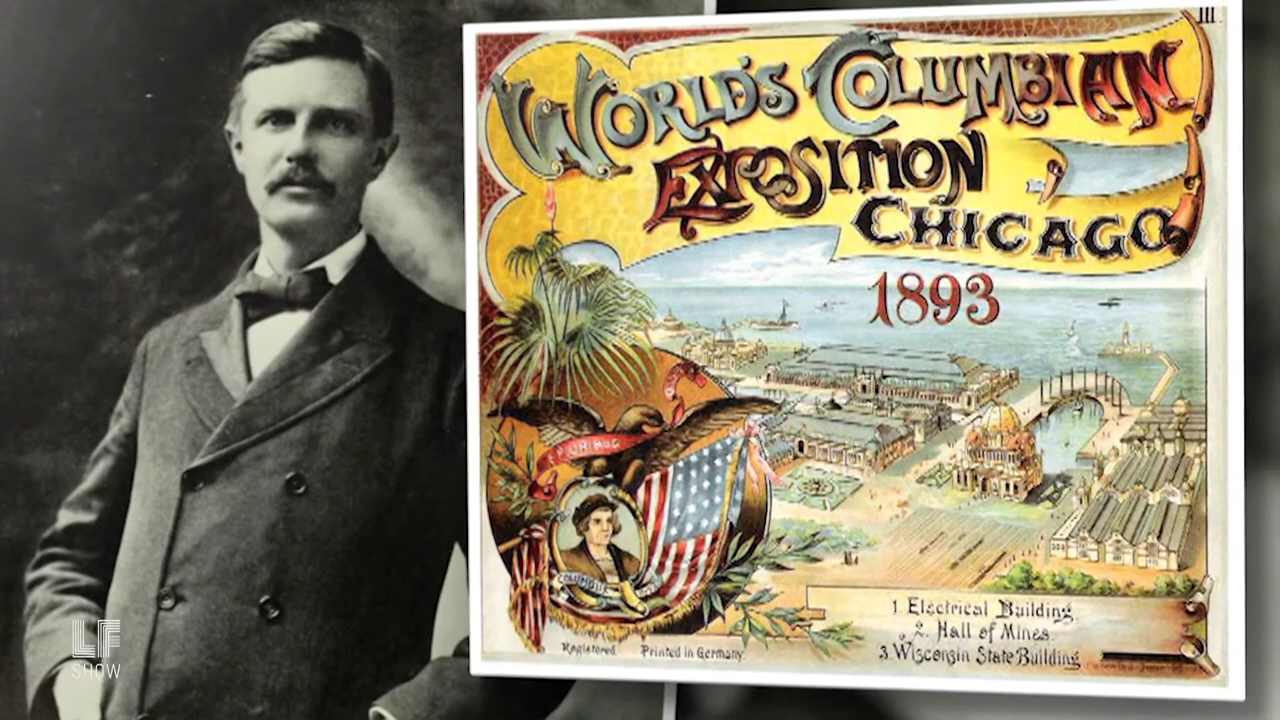 III
WORLD'S COLUMBIAN
EXPOSITION
CHICAGO
1893
COLUMBUS
1. Electrical Building.
2. Hall of Mines.
3. Wisconsin State Building
Registered. Printed in Germany.
LF
SHOW